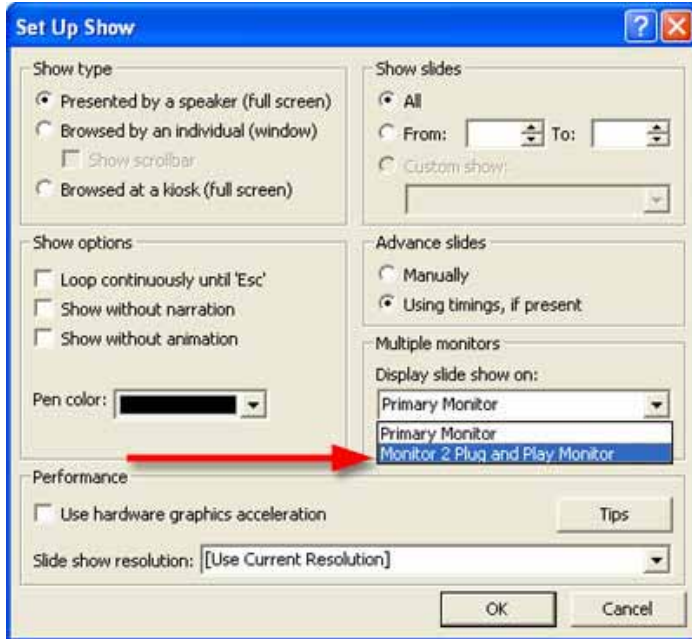 Set Up Show
Show type
Presented by a speaker (full screen)
Browsed by an individual (window)
Show scrollbar
Browsed at a kiosk (full screen)
Show slides
All
From: To:
Custom show:
Show options
Loop continuously until 'Esc'
Show without narration
Show without animation
Pen color:
Advance slides
Manually
Using timings, if present
Multiple monitors
Display slide show on:
Primary Monitor
Primary Monitor
Monitor 2 Plug and Play Monitor
Performance
Use hardware graphics acceleration
Tips
Slide show resolution: [Use Current Resolution]
OK Cancel